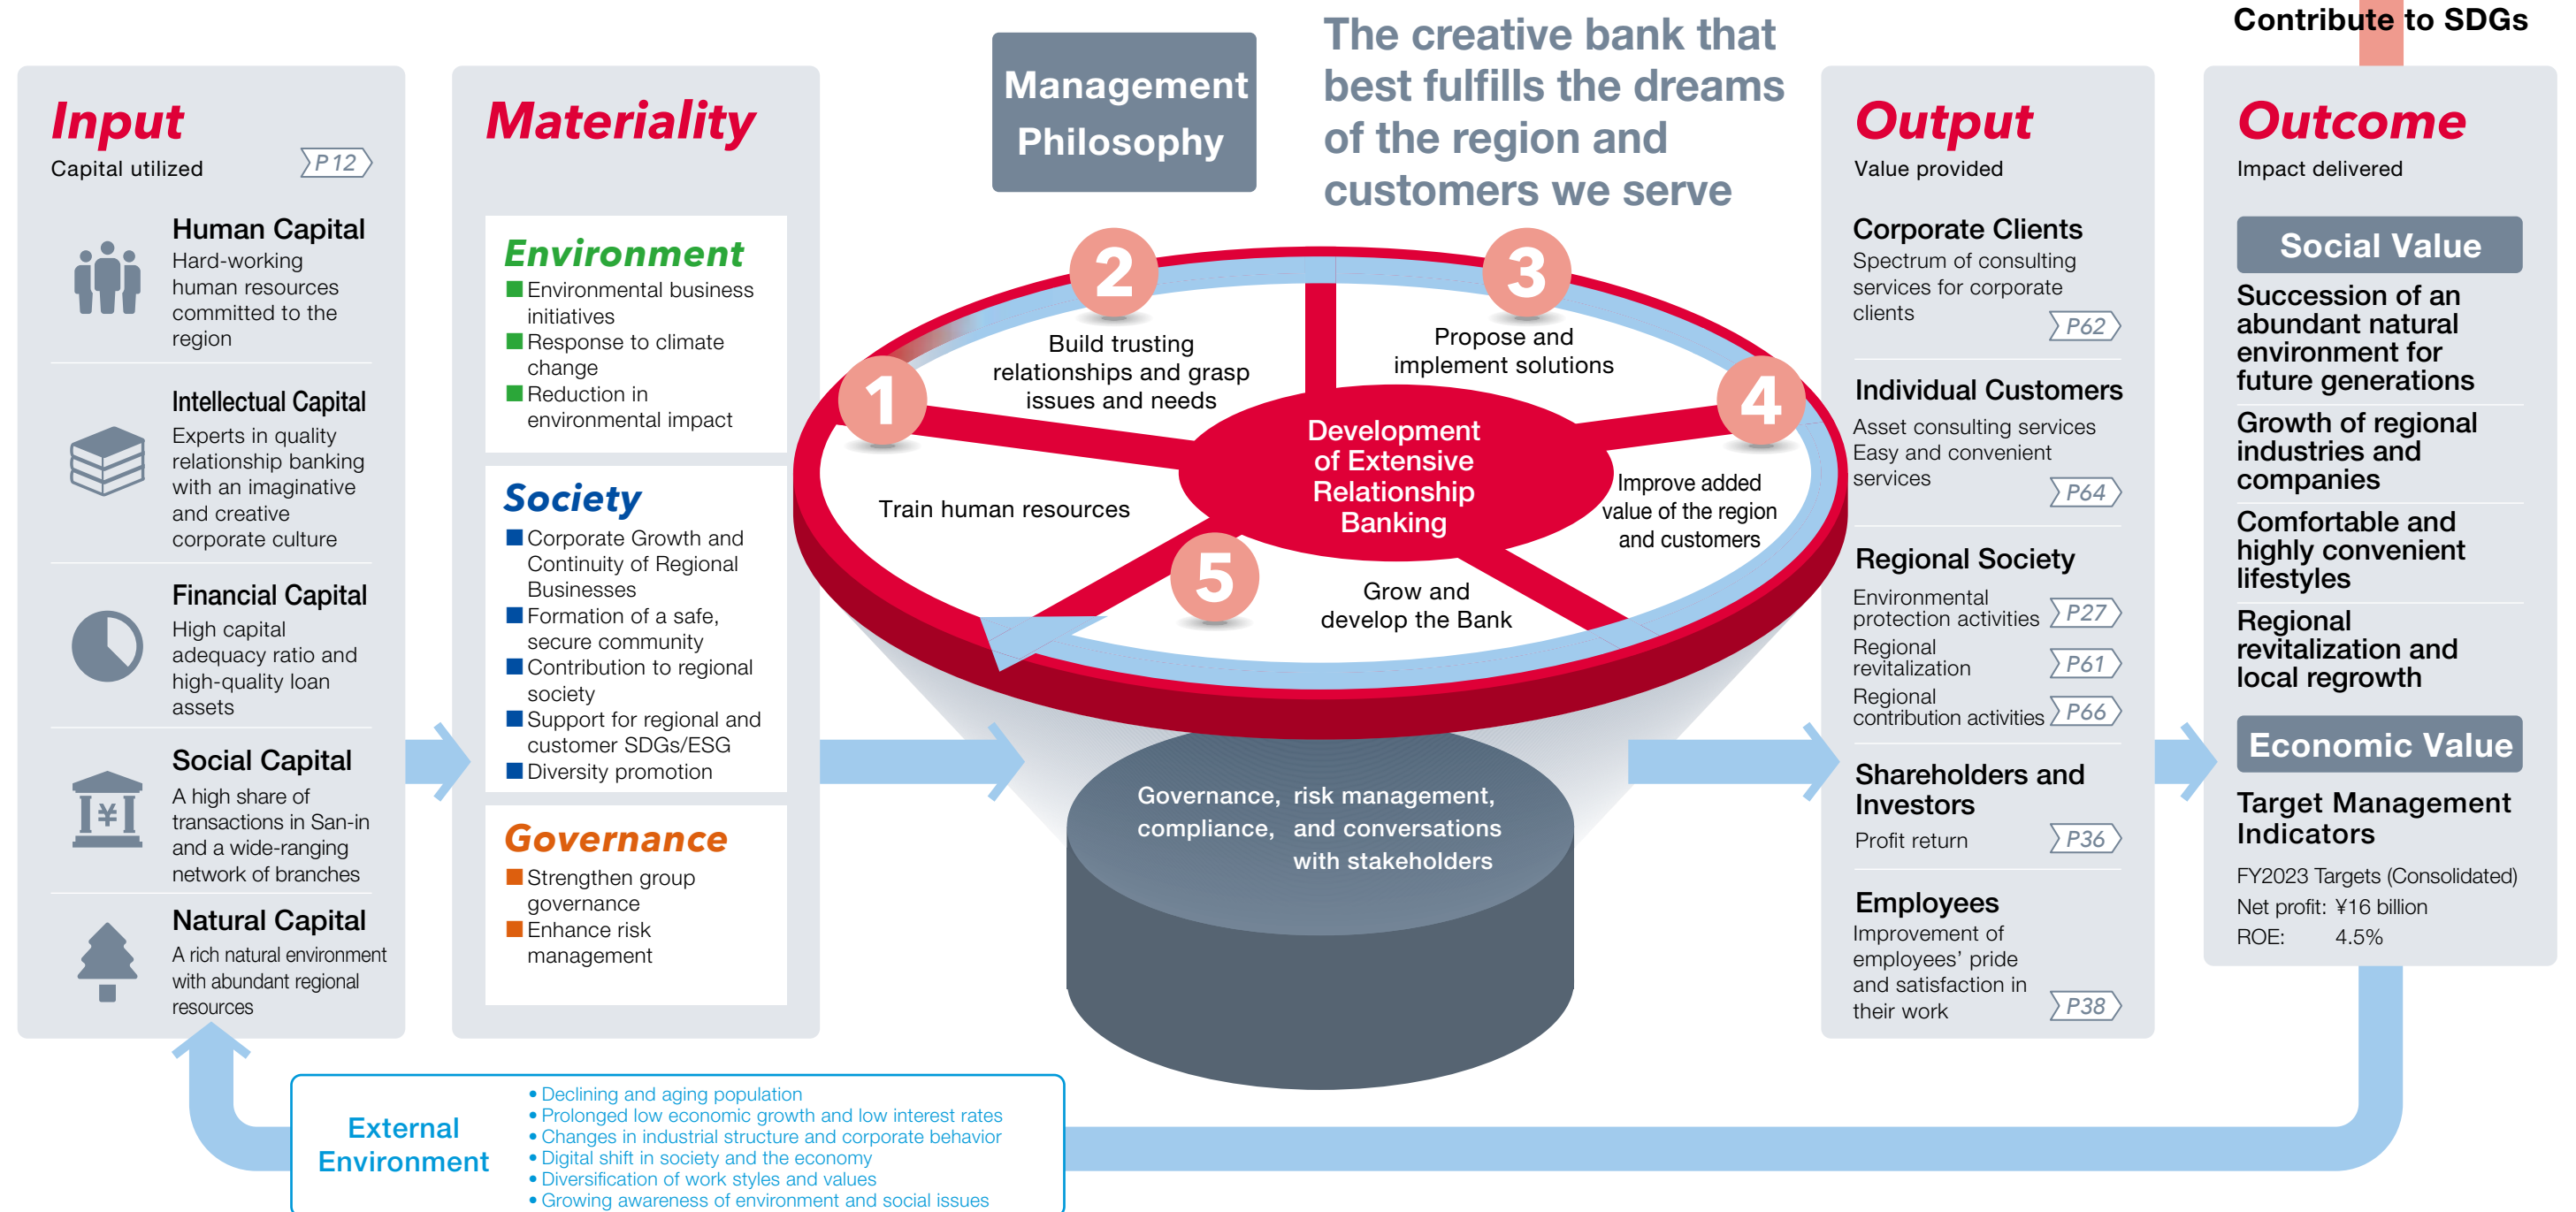 Contribute to SDGs
Input
Capital utilized
P12
Human Capital
Hard-working
human resources
committed to the
region
Intellectual Capital
Experts in quality
relationship banking
with an imaginative
and creative
corporate culture
Financial Capital
High capital
adequacy ratio and
high-quality loan
assets
Social Capital
A high share of
transactions in San-in
and a wide-ranging
network of branches
¥
Natural Capital
A rich natural environment
with abundant regional
resources
Materiality
Environment
Environmental business
initiatives
Response to climate
change
Reduction in
environmental impact
Society
Corporate Growth and
Continuity of Regional
Businesses
Formation of a safe,
secure community
Contribution to regional
society
Support for regional and
customer SDGs/ESG
Diversity promotion
Governance
Strengthen group
governance
Enhance risk
management
Management
Philosophy
The creative bank that
best fulfills the dreams
of the region and
customers we serve
1
Train human resources
2
Build trusting
relationships and grasp
issues and needs
3
Propose and
implement solutions
4
Improve added
value of the region
and customers
5
Grow and
develop the Bank
Development
of Extensive
Relationship
Banking
Governance, risk management,
compliance, and conversations
with stakeholders
Output
Value provided
Corporate Clients
Spectrum of consulting
services for corporate
clients
P62
Individual Customers
Asset consulting services
Easy and convenient
services
P64
Regional Society
Environmental
protection activities P27
Regional
revitalization P61
Regional
contribution activities P66
Shareholders and
Investors
Profit return P36
Employees
Improvement of
employees’ pride
and satisfaction in
their work P38
Outcome
Impact delivered
Social Value
Succession of an
abundant natural
environment for
future generations
Growth of regional
industries and
companies
Comfortable and
highly convenient
lifestyles
Regional
revitalization and
local regrowth
Economic Value
Target Management
Indicators
FY2023 Targets (Consolidated)
Net profit: ¥16 billion
ROE: 4.5%
External
Environment
• Declining and aging population
• Prolonged low economic growth and low interest rates
• Changes in industrial structure and corporate behavior
• Digital shift in society and the economy
• Diversification of work styles and values
• Growing awareness of environment and social issues